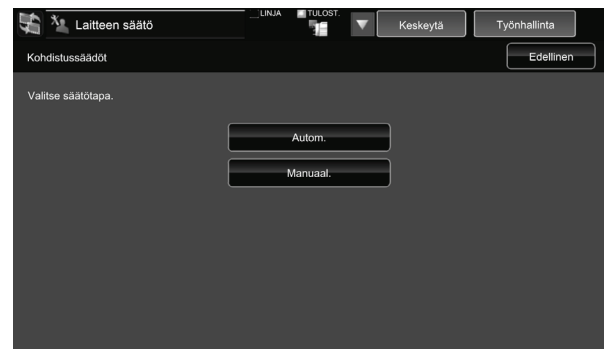 Laitteen säätö
LINJA
TULOST.
Keskeytä
Työnhallinta
Kohdistussäädöt
Edellinen
Valitse säätötapa.
Autom.
Manuaal.